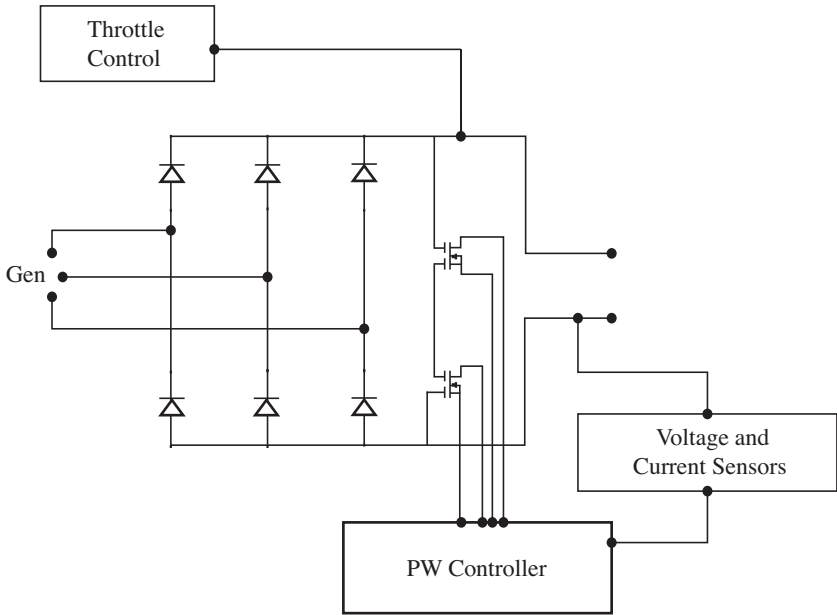 Throttle
Control
Gen
Voltage and
Current Sensors
PW Controller